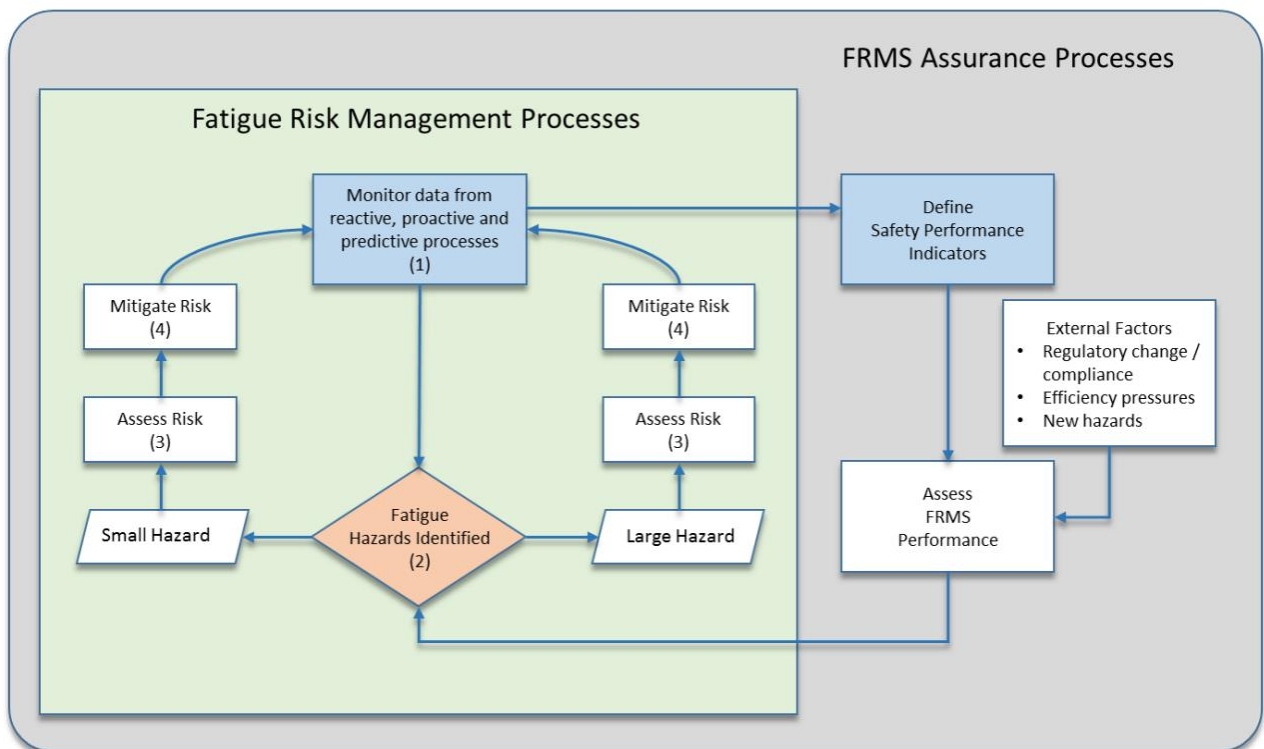 FRMS Assurance Processes
Fatigue Risk Management Processes
Monitor data from
reactive, proactive and
predictive processes
(1)
Define
Safety Performance
Indicators
Mitigate Risk
(4)
Mitigate Risk
(4)
External Factors
• Regulatory change /
compliance
• Efficiency pressures
• New hazards
Assess Risk
(3)
Assess Risk
(3)
Small Hazard
Fatigue
Hazards Identified
(2)
Large Hazard
Assess
FRMS
Performance